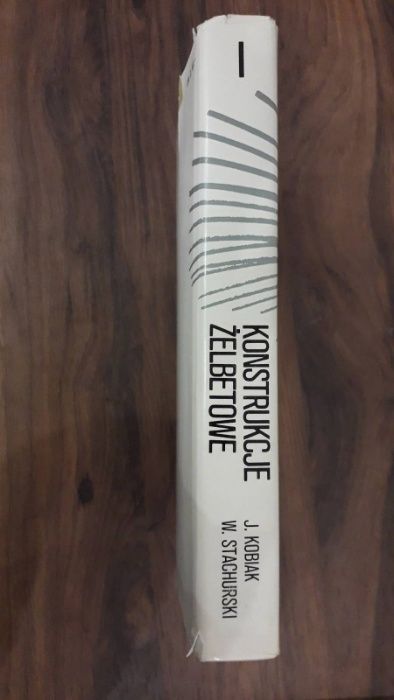 I
KONSTRUKCJE
ŻELBETOWE
J. KOBIAK
W. STACHURSKI